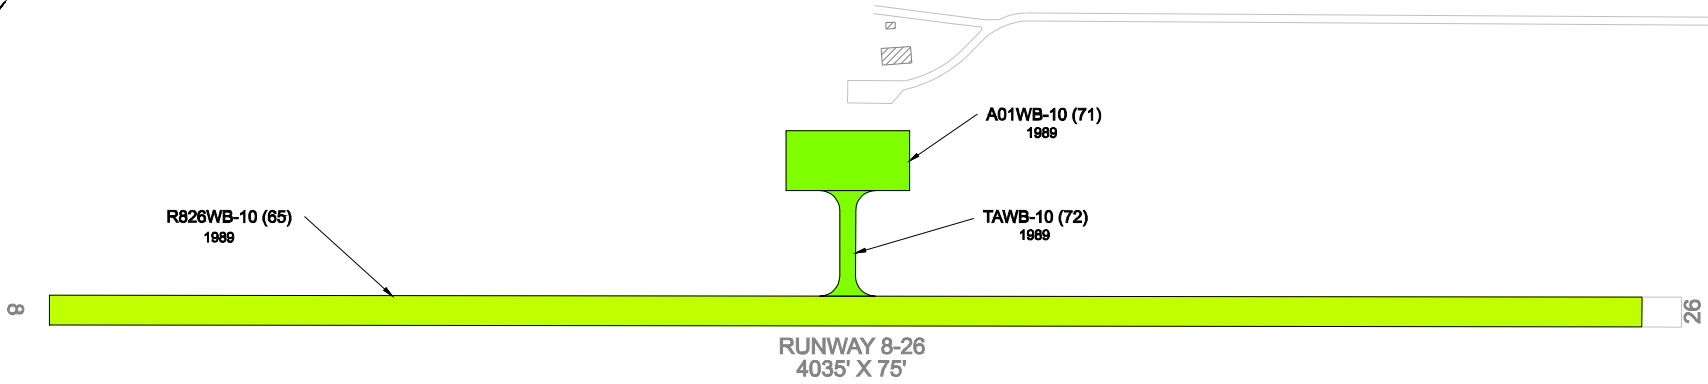 A01WB-10 (71)
1989
R826WB-10 (65)
1989
TAWB-10 (72)
1989
8
26
RUNWAY 8-26
4035' X 75'